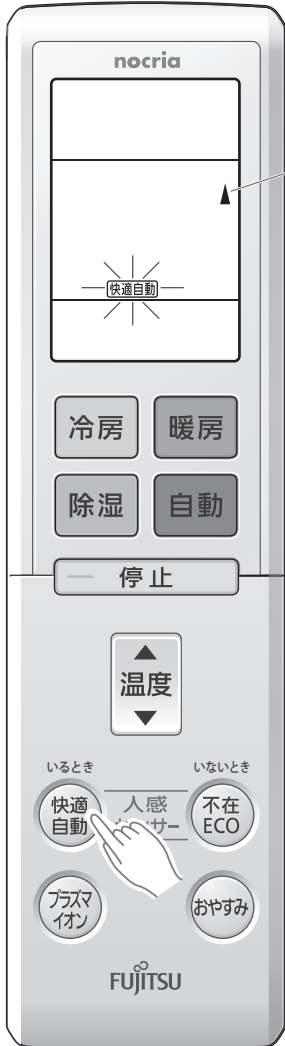 nocria
快適自動
冷房 暖房
除湿 自動
停止
温度
いるとき いないとき
快適
自動
人感
サー
不在
ECO
プラズマ
イオン
おやすみ
FUJITSU